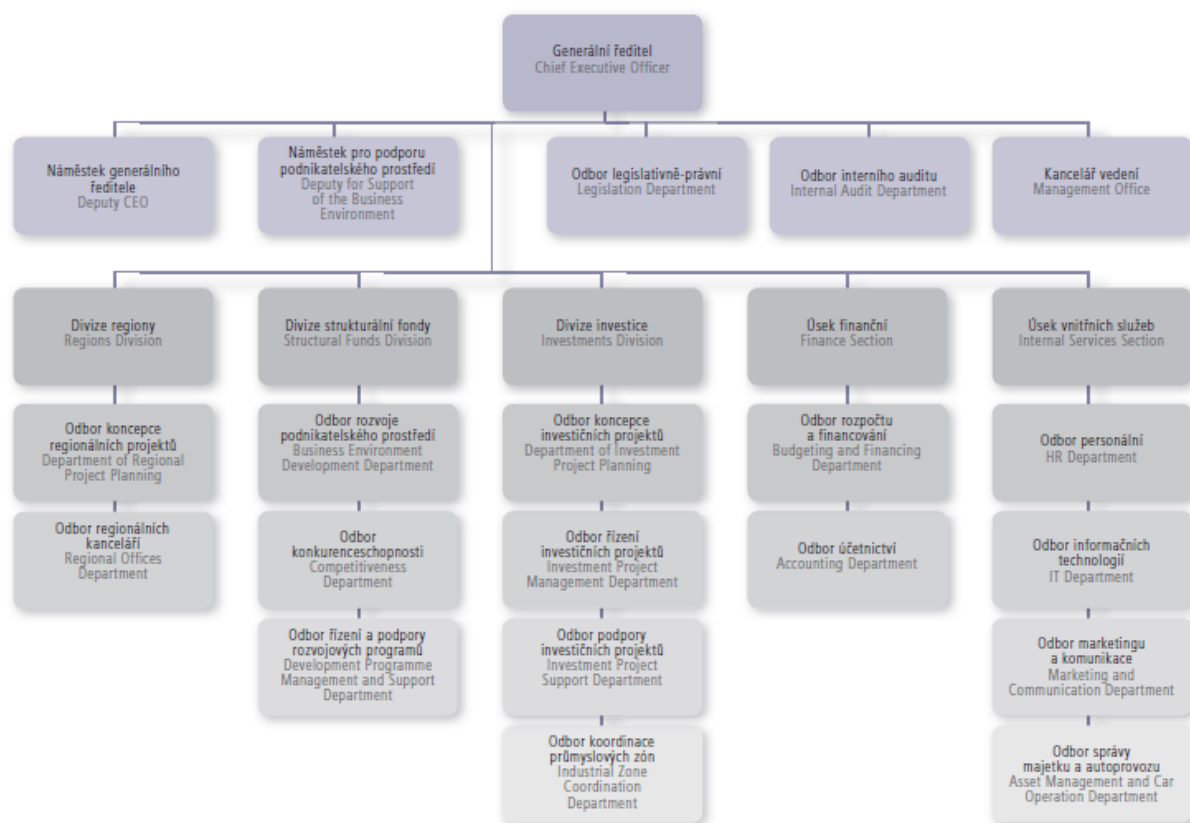 Generální ředitel
Chief Executive Officer
Náměstek generálního
ředitele
Deputy CEO
Náměstek pro podporu
podnikatelského prostředí
Deputy for Support
of the Business
Environment
Odbor legislativně-právní
Legislation Department
Odbor interního auditu
Internal Audit Department
Kancelář vedení
Management Office
Divize regiony
Regions Division
Divize strukturální fondy
Structural Funds Division
Divize investice
Investments Division
Úsek finanční
Finance Section
Úsek vnitřních služeb
Internal Services Section
Odbor koncepce
regionálních projektů
Department of Regional
Project Planning
Odbor rozvoje
podnikatelského prostředí
Business Environment
Development Department
Odbor koncepce
investičních projektů
Department of Investment
Project Planning
Odbor rozpočtu
a financování
Budgeting and Financing
Department
Odbor personální
HR Department
Odbor regionálních
kanceláří
Regional Offices
Department
Odbor
konkurenceschopnosti
Competitiveness
Department
Odbor řízení
investičních projektů
Investment Project
Management Department
Odbor účetnictví
Accounting Department
Odbor informačních
technologií
IT Department
Odbor řízení a podpory
rozvojových programů
Development Programme
Management and Support
Department
Odbor podpory
investičních projektů
Investment Project
Support Department
Odbor marketingu
a komunikace
Marketing and
Communication Department
Odbor koordinace
průmyslových zón
Industrial Zone
Coordination
Department
Odbor správy
majetku a autoprovozu
Asset Management and Car
Operation Department